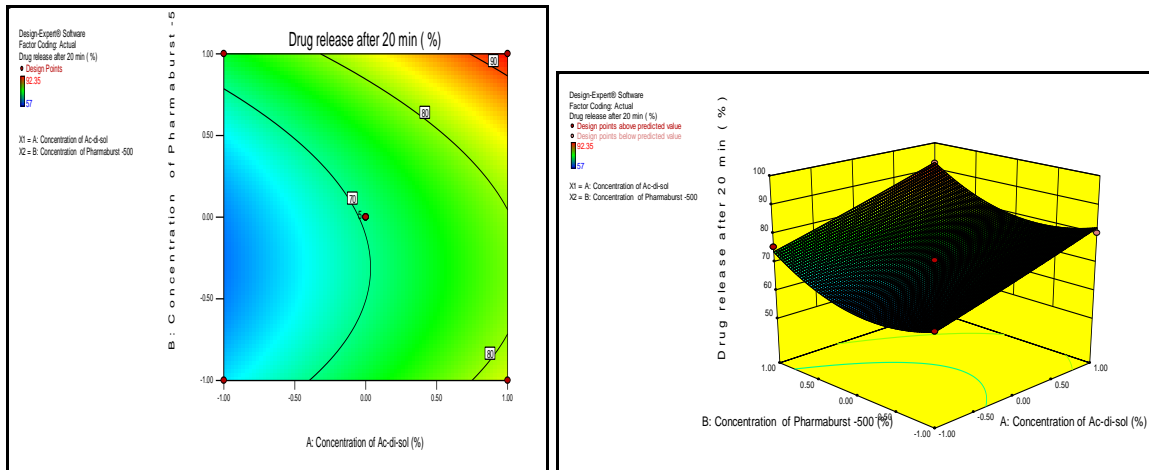 Design-Expert® Software
Factor Coding: Actual
Drug release after 20 min ( %)
Design Points
92.35
57
X1 = A: Concentration of Ac-di-sol
X2 = B: Concentration of Pharmaburst -500
Drug release after 20 min ( %)
B: Concentration of Pharmaburst -5
1.00
0.50
0.00
-0.50
-1.00
90
80
70
5
80
-1.00 -0.50 0.00 0.50 1.00
A: Concentration of Ac-di-sol (%)
Design-Expert® Software
Factor Coding: Actual
Drug release after 20 min ( %)
Design points above predicted value
Design points below predicted value
92.35
57
X1 = A: Concentration of Ac-di-sol
X2 = B: Concentration of Pharmaburst -500
Drug release after 20 min ( %)
100
90
80
70
60
50
1.00
0.50
0.00
-0.50
-1.00
-1.00
-0.50
0.00
0.50
1.00
B: Concentration of Pharmaburst -500 (%)
A: Concentration of Ac-di-sol (%)